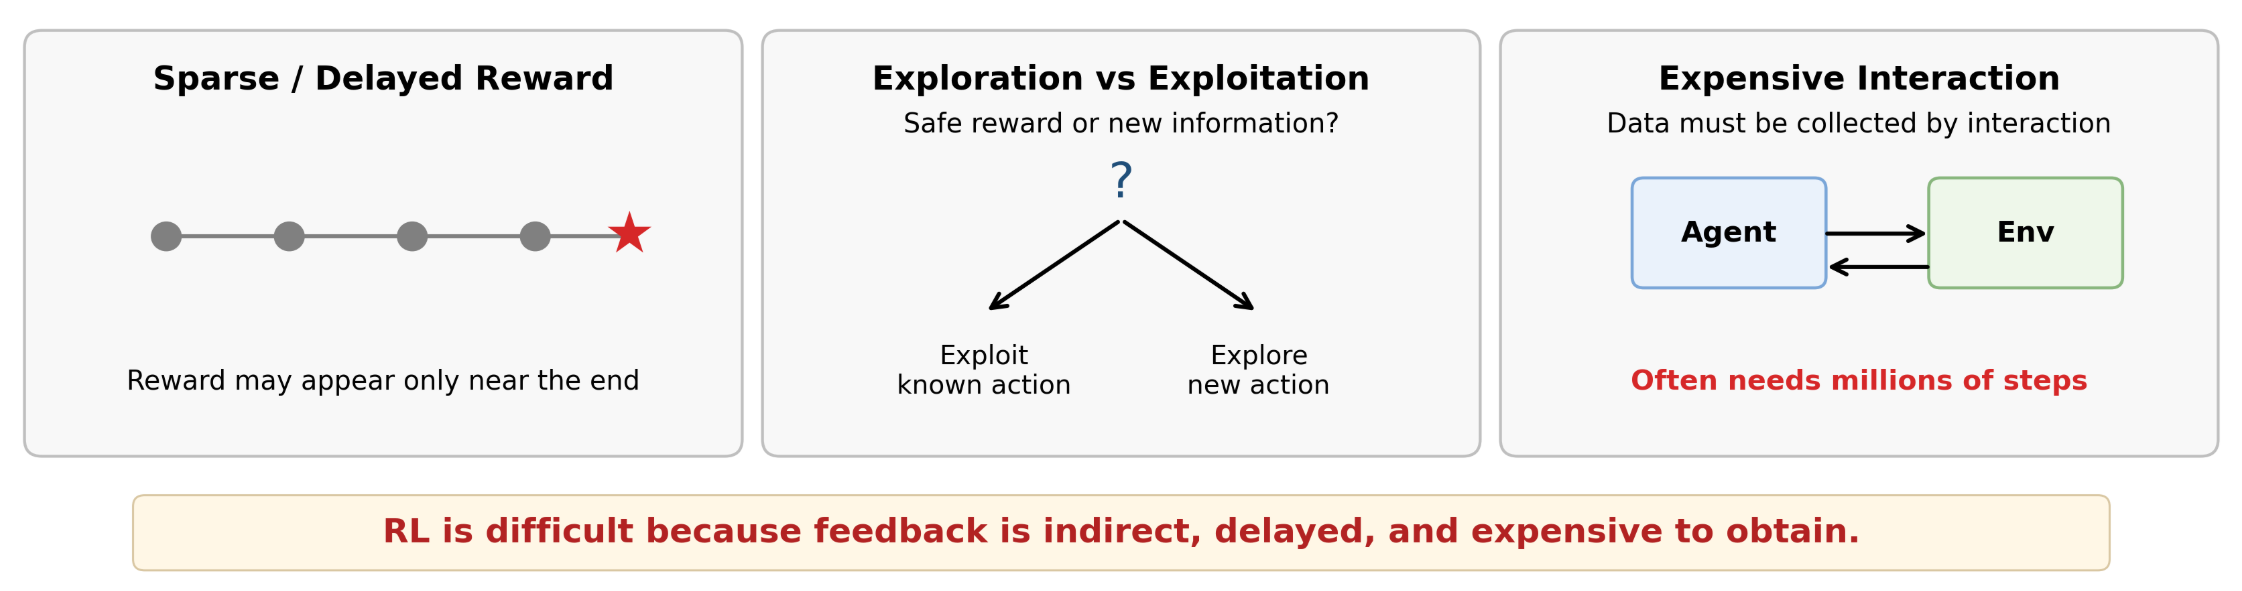 Sparse / Delayed Reward
Reward may appear only near the end
Exploration vs Exploitation
Safe reward or new information?
?
Exploit
known action
Explore
new action
Expensive Interaction
Data must be collected by interaction
Agent
Env
Often needs millions of steps
RL is difficult because feedback is indirect, delayed, and expensive to obtain.